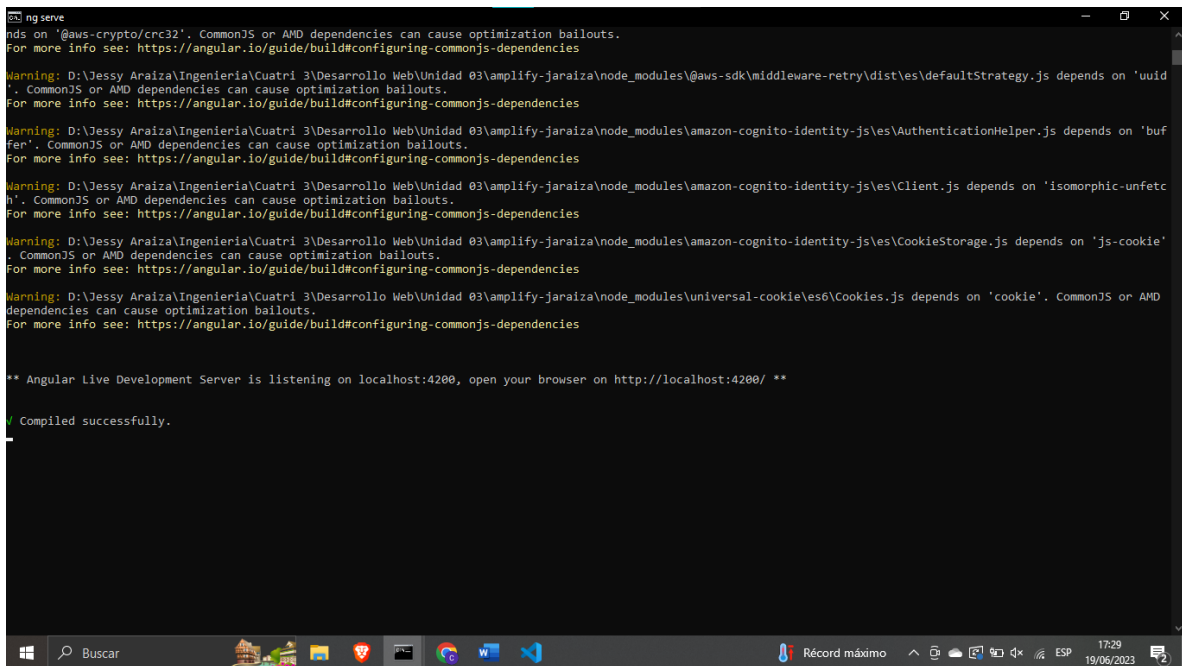 ng serve
nds on '@aws-crypto/crc32'. CommonJS or AMD dependencies can cause optimization bailouts.
For more info see: https://angular.io/guide/build#configuring-commonjs-dependencies
Warning: D:\Jessy Araiza\Ingenieria\Cuatri 3\Desarrollo Web\Unidad 03\amplify-jaraiza\node_modules\@aws-sdk\middleware-retry\dist\es\defaultStrategy.js depends on 'uuid
'. CommonJS or AMD dependencies can cause optimization bailouts.
For more info see: https://angular.io/guide/build#configuring-commonjs-dependencies
Warning: D:\Jessy Araiza\Ingenieria\Cuatri 3\Desarrollo Web\Unidad 03\amplify-jaraiza\node_modules\amazon-cognito-identity-js\es\AuthenticationHelper.js depends on 'buf
fer'. CommonJS or AMD dependencies can cause optimization bailouts.
For more info see: https://angular.io/guide/build#configuring-commonjs-dependencies
Warning: D:\Jessy Araiza\Ingenieria\Cuatri 3\Desarrollo Web\Unidad 03\amplify-jaraiza\node_modules\amazon-cognito-identity-js\es\Client.js depends on 'isomorphic-unfetc
h'. CommonJS or AMD dependencies can cause optimization bailouts.
For more info see: https://angular.io/guide/build#configuring-commonjs-dependencies
Warning: D:\Jessy Araiza\Ingenieria\Cuatri 3\Desarrollo Web\Unidad 03\amplify-jaraiza\node_modules\amazon-cognito-identity-js\es\CookieStorage.js depends on 'js-cookie'
. CommonJS or AMD dependencies can cause optimization bailouts.
For more info see: https://angular.io/guide/build#configuring-commonjs-dependencies
Warning: D:\Jessy Araiza\Ingenieria\Cuatri 3\Desarrollo Web\Unidad 03\amplify-jaraiza\node_modules\universal-cookie\es6\Cookies.js depends on 'cookie'. CommonJS or AMD
dependencies can cause optimization bailouts.
For more info see: https://angular.io/guide/build#configuring-commonjs-dependencies
** Angular Live Development Server is listening on localhost:4200, open your browser on http://localhost:4200/ **
√ Compiled successfully.
Buscar
Récord máximo
ESP
17:29
19/06/2023
2